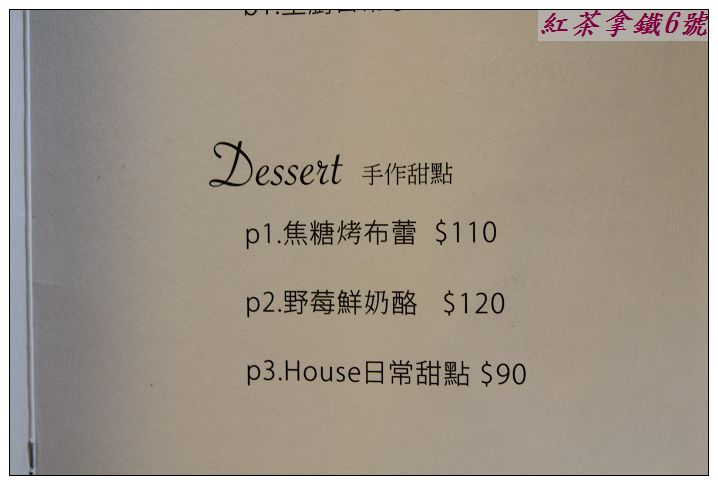 紅茶拿鐵6號
Dessert 手作甜點
p1.焦糖烤布蕾 $110
p2.野莓鮮奶酪 $120
p3.House日常甜點 $90